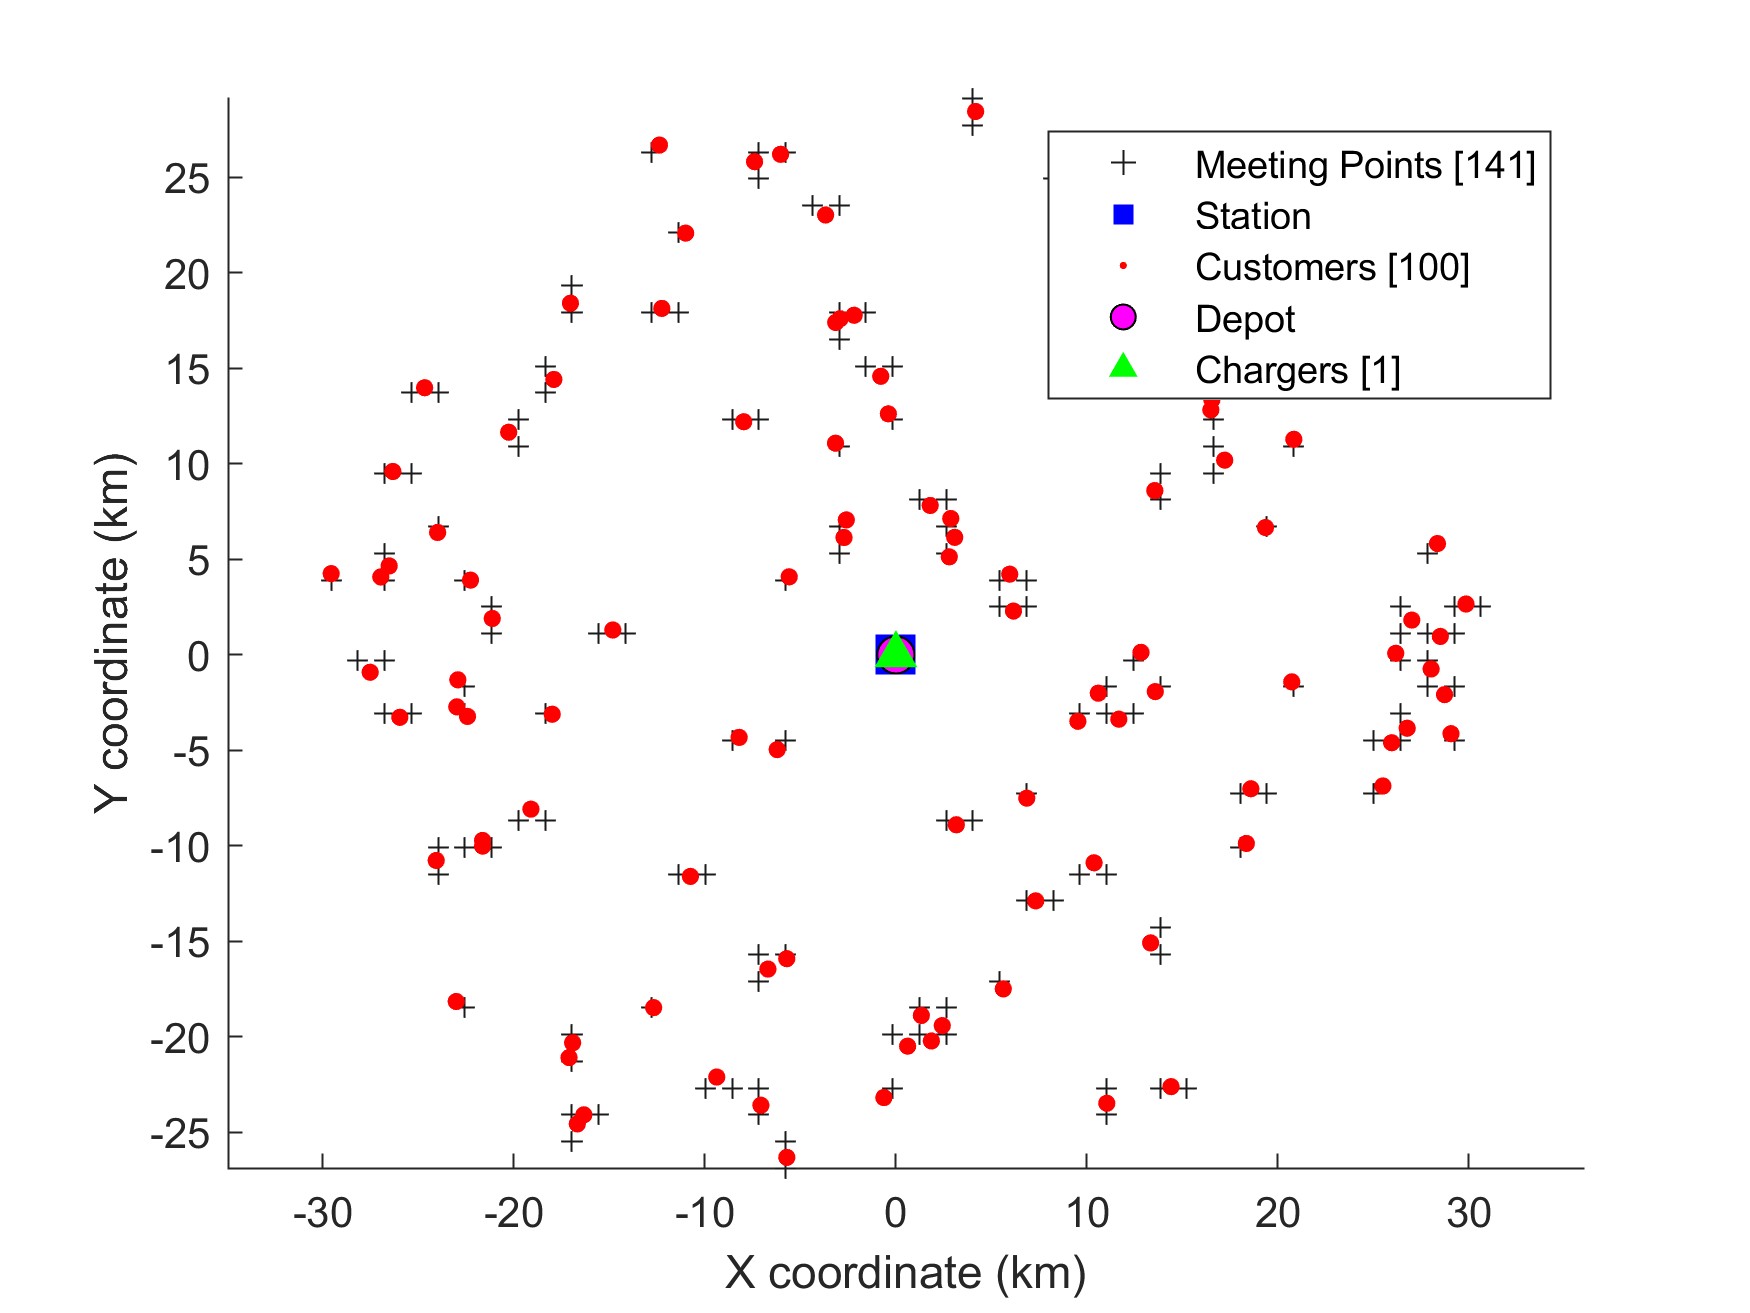 25
20
15
10
5
0
-5
-10
-15
-20
-25
Y coordinate (km)
Meeting Points [141]
Station
Customers [100]
Depot
Chargers [1]
-30
-20
-10
0
10
20
30
X coordinate (km)